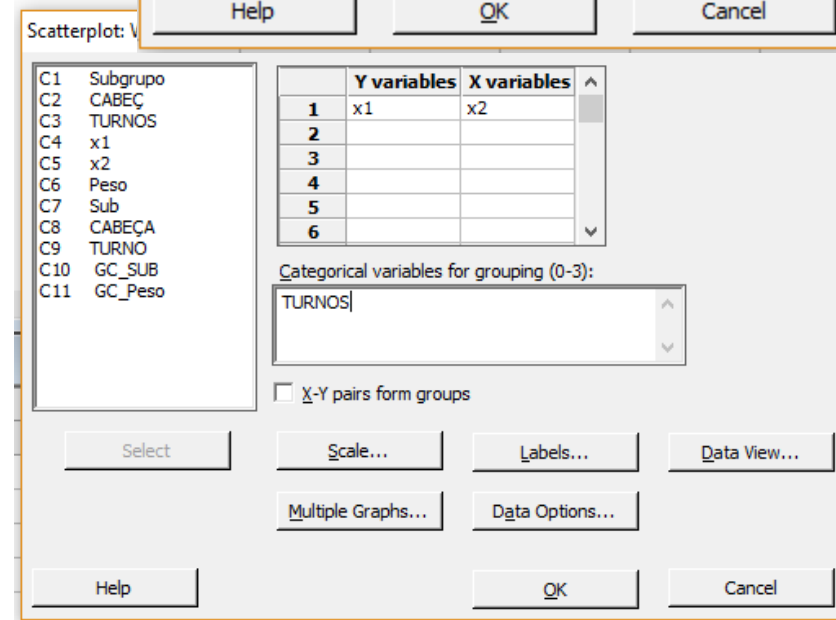 Help OK Cancel
Scatterplot: W
C1 Subgrupo
C2 CABEÇ
C3 TURNOS
C4 x1
C5 x2
C6 Peso
C7 Sub
C8 CABEÇA
C9 TURNO
C10 GC_SUB
C11 GC_Peso
Y variables X variables
1 x1 x2
2
3
4
5
6
Categorical variables for grouping (0-3):
TURNOS
X-Y pairs form groups
Select Scale... Labels... Data View...
Multiple Graphs... Data Options...
Help OK Cancel